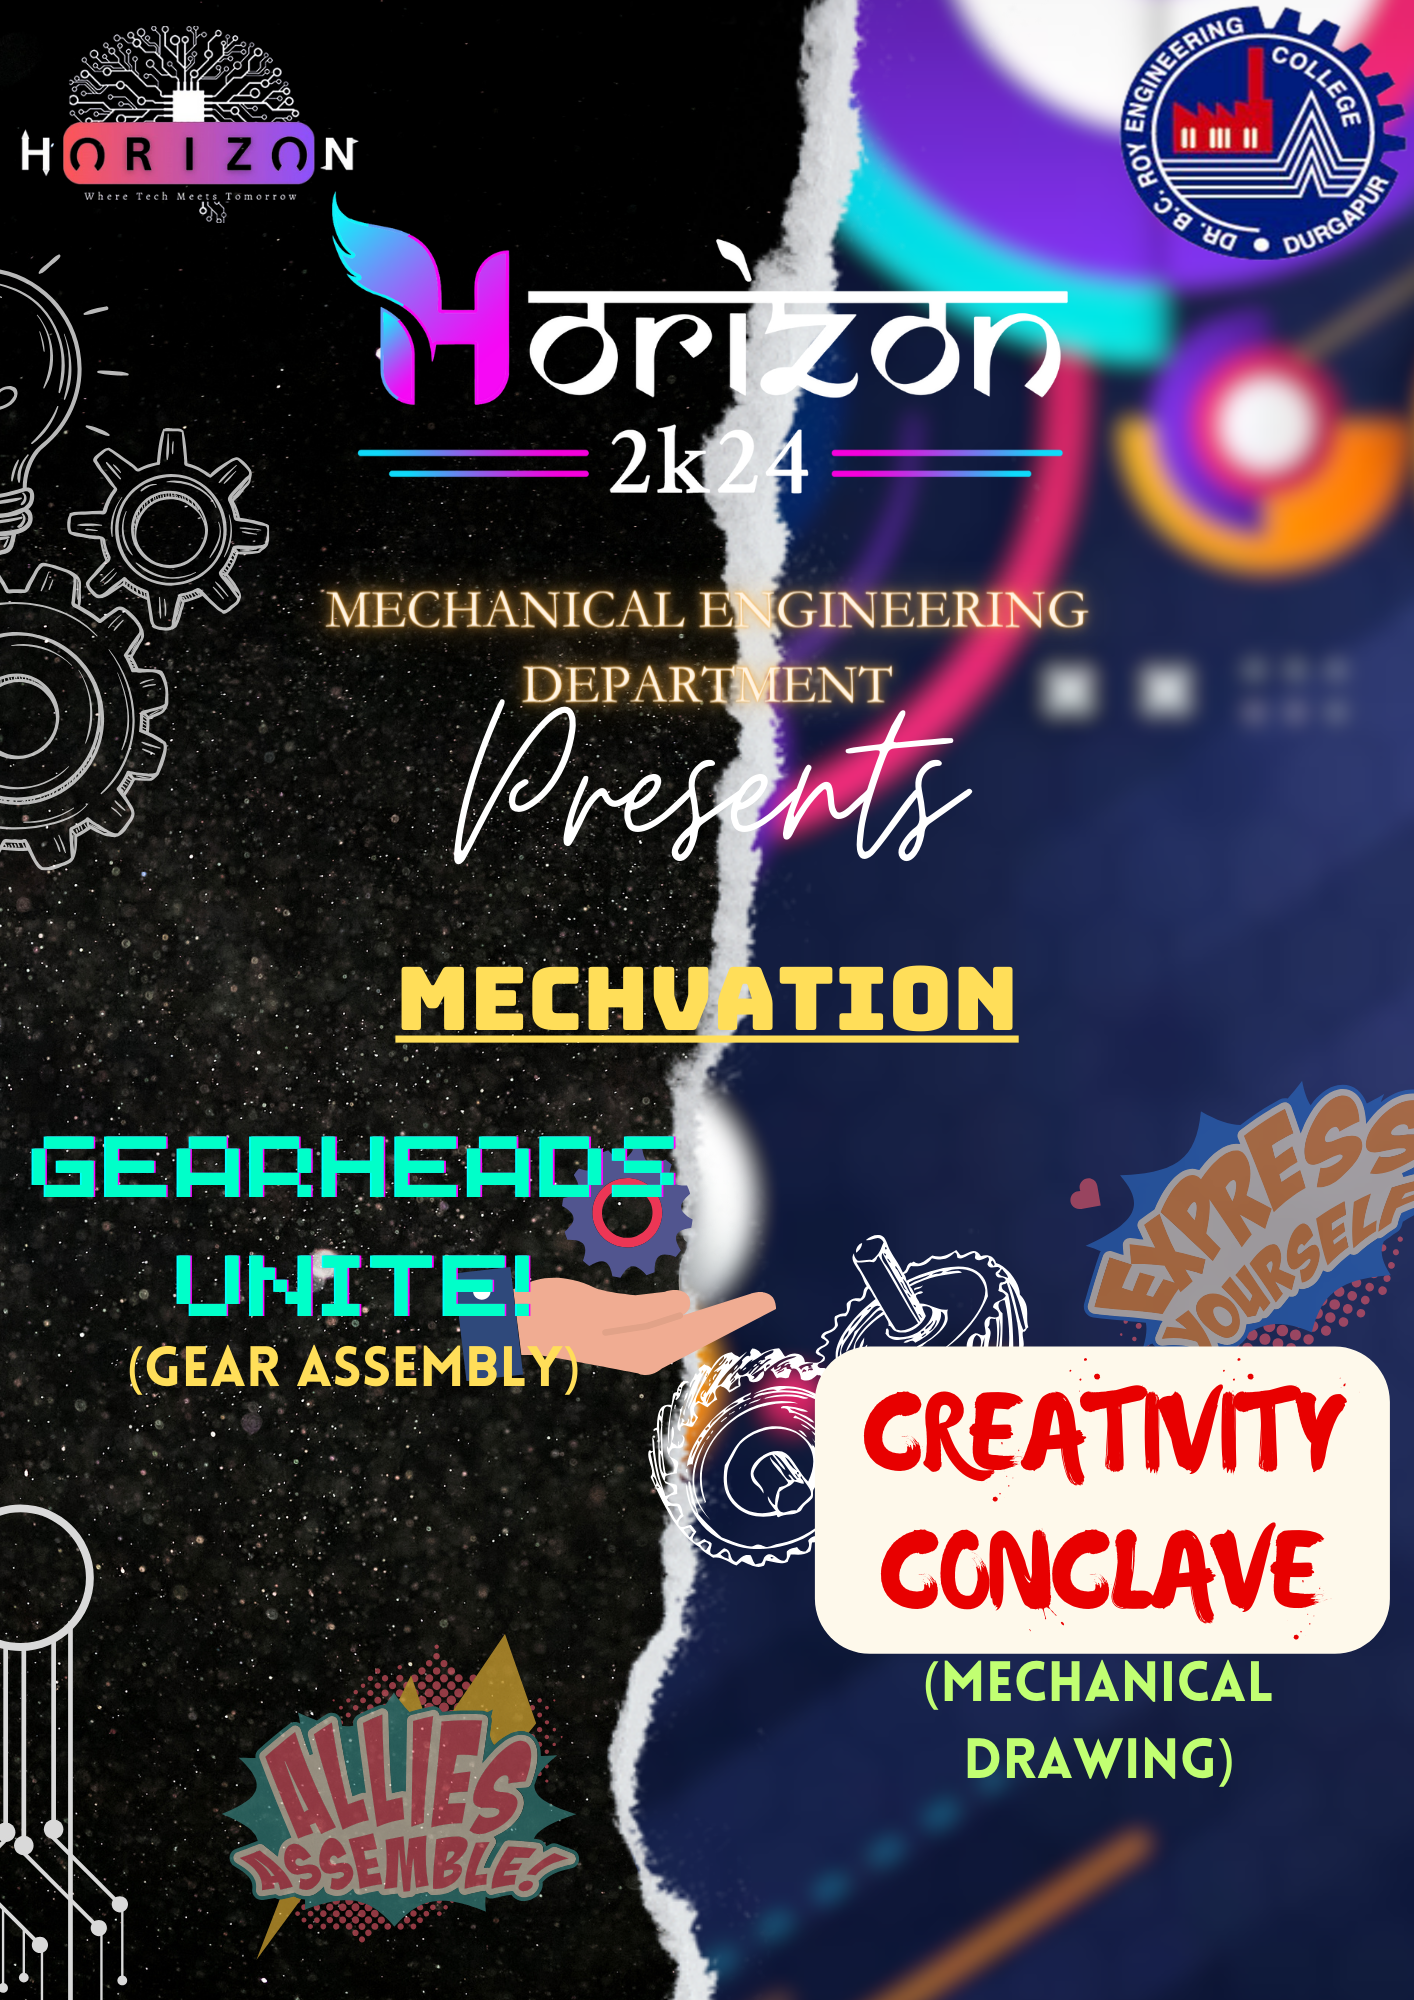 HORIZON
Where Tech Meets Tomorrow
DR. B.C. ROY ENGINEERING COLLEGE
DURGAPUR
Horizon
2k24
MECHANICAL ENGINEERING
DEPARTMENT
Presents
MECHVATION
GEARHEADS
UNITE!
(GEAR ASSEMBLY)
EXPRESS
YOURSELF
CREATIVITY
CONCLAVE
(MECHANICAL
DRAWING)
ALLIES
ASSEMBLE!